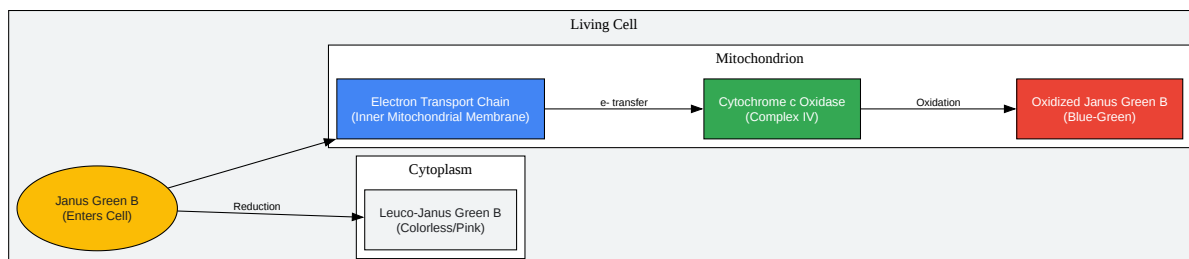 Living Cell
Mitochondrion
Electron Transport Chain
(Inner Mitochondrial Membrane)
e- transfer
Cytochrome c Oxidase
(Complex IV)
Oxidation
Oxidized Janus Green B
(Blue-Green)
Janus Green B
(Enters Cell)
Reduction
Cytoplasm
Leuco-Janus Green B
(Colorless/Pink)